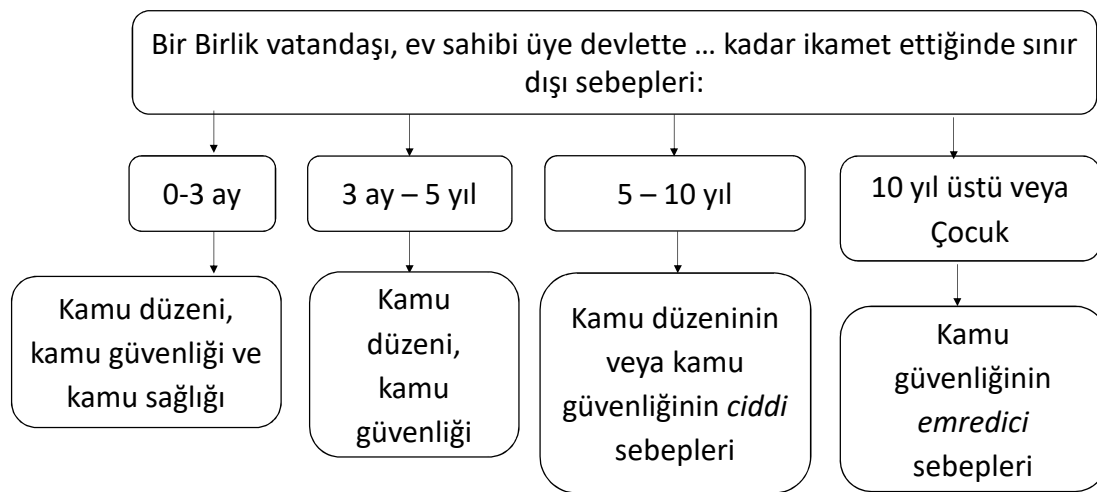 Bir Birlik vatandaşı, ev sahibi üye devlette … kadar ikamet ettiğinde sınır
dışı sebepleri:
0-3 ay
3 ay – 5 yıl
5 – 10 yıl
10 yıl üstü veya
Çocuk
Kamu düzeni,
kamu güvenliği ve
kamu sağlığı
Kamu
düzeni,
kamu
güvenliği
Kamu düzeninin
veya kamu
güvenliğinin ciddi
sebepleri
Kamu
güvenliğinin
emredici
sebepleri